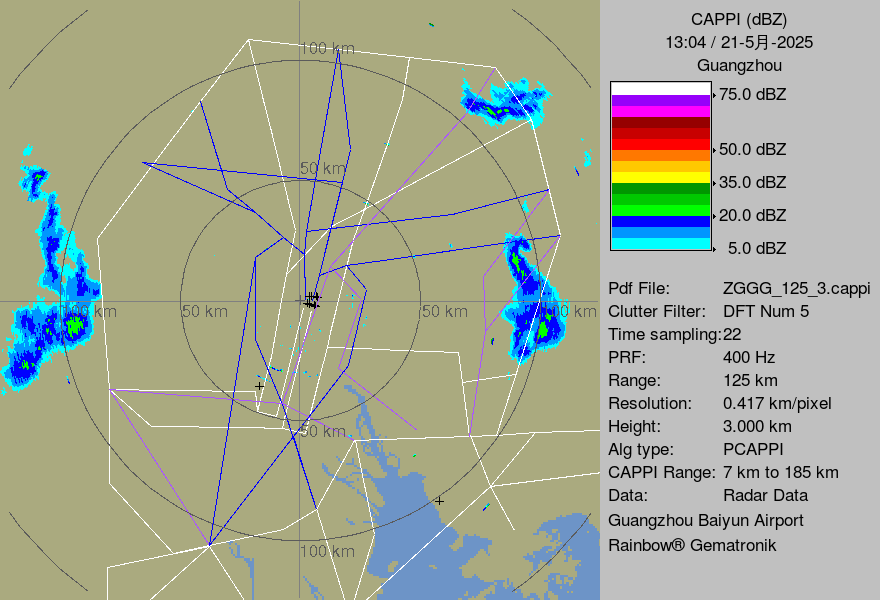 100 km
50 km
100 km
50 km
50 km
100 km
50 km
100 km
CAPPI (dBZ)
13:04 / 21-5月-2025
Guangzhou
75.0 dBZ
50.0 dBZ
35.0 dBZ
20.0 dBZ
5.0 dBZ
Pdf File: ZGGG_125_3.cappi
Clutter Filter: DFT Num 5
Time sampling:22
PRF: 400 Hz
Range: 125 km
Resolution: 0.417 km/pixel
Height: 3.000 km
Alg type: PCAPPI
CAPPI Range: 7 km to 185 km
Data: Radar Data
Guangzhou Baiyun Airport
Rainbow® Gematronik